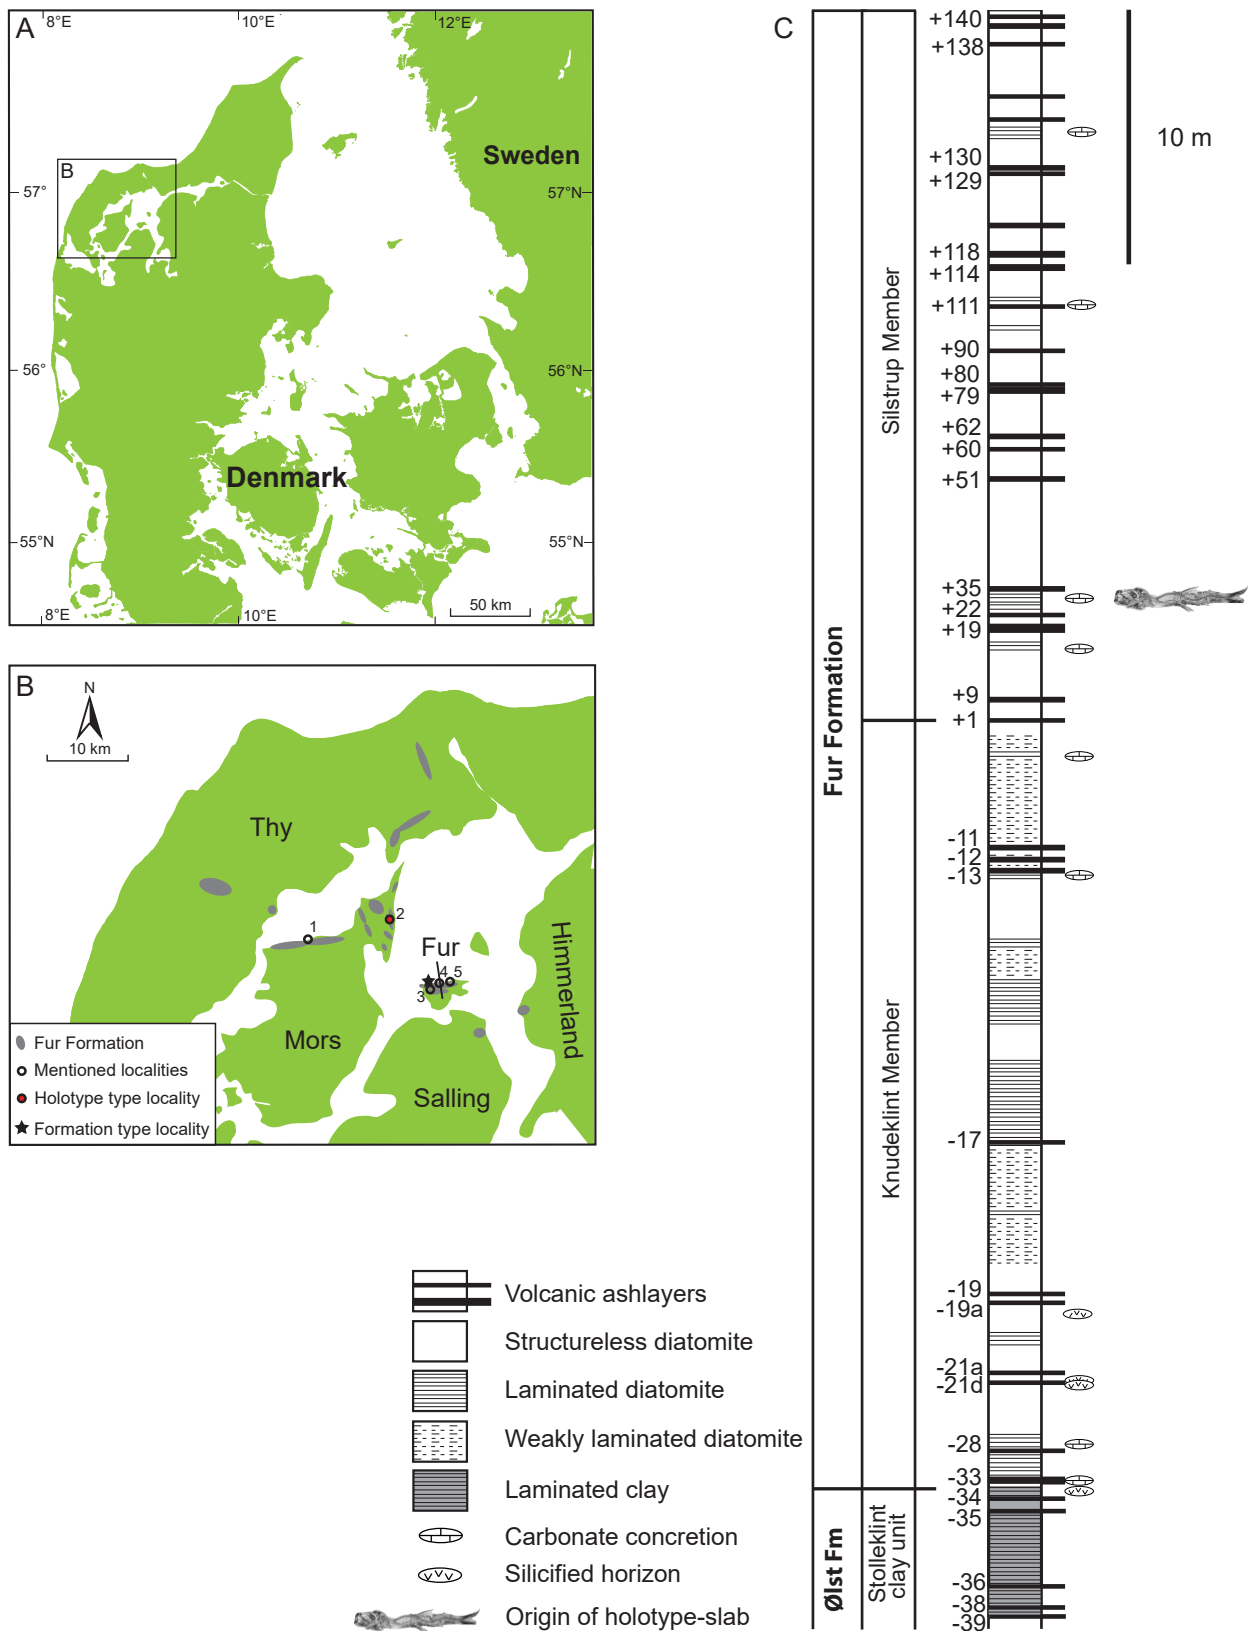 A
8°E
10°E
12°E
B
Sweden
57°
57°N
56°
56°N
Denmark
55°N
55°N
50 km
8°E
10°E
B
N
10 km
Thy
1
2
Fur
4
5
3
Himmerland
Mors
Salling
Fur Formation
Mentioned localities
Holotype type locality
Formation type locality
C
Fur Formation
Ølst Fm
Silstrup Member
Knudeklint Member
Stolleklint
clay unit
+140
+138
+130
+129
+118
+114
+111
+90
+80
+79
+62
+60
+51
+35
+22
+19
+9
+1
-11
-12
-13
-17
-19
-19a
-21a
-21d
-28
-33
-34
-35
-36
-38
-39
10 m
Volcanic ashlayers
Structureless diatomite
Laminated diatomite
Weakly laminated diatomite
Laminated clay
Carbonate concretion
Silicified horizon
Origin of holotype-slab